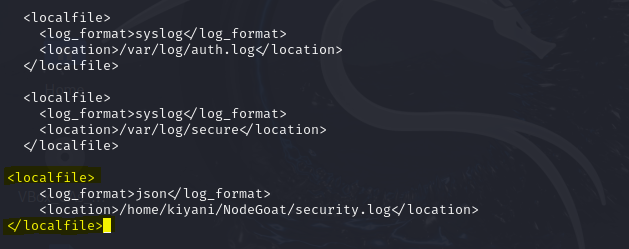 <localfile>
<log_format>syslog</log_format>
<location>/var/log/auth.log</location>
</localfile>
<localfile>
<log_format>syslog</log_format>
<location>/var/log/secure</location>
</localfile>
<localfile>
<log_format>json</log_format>
<location>/home/kiyani/NodeGoat/security.log</location>
</localfile>